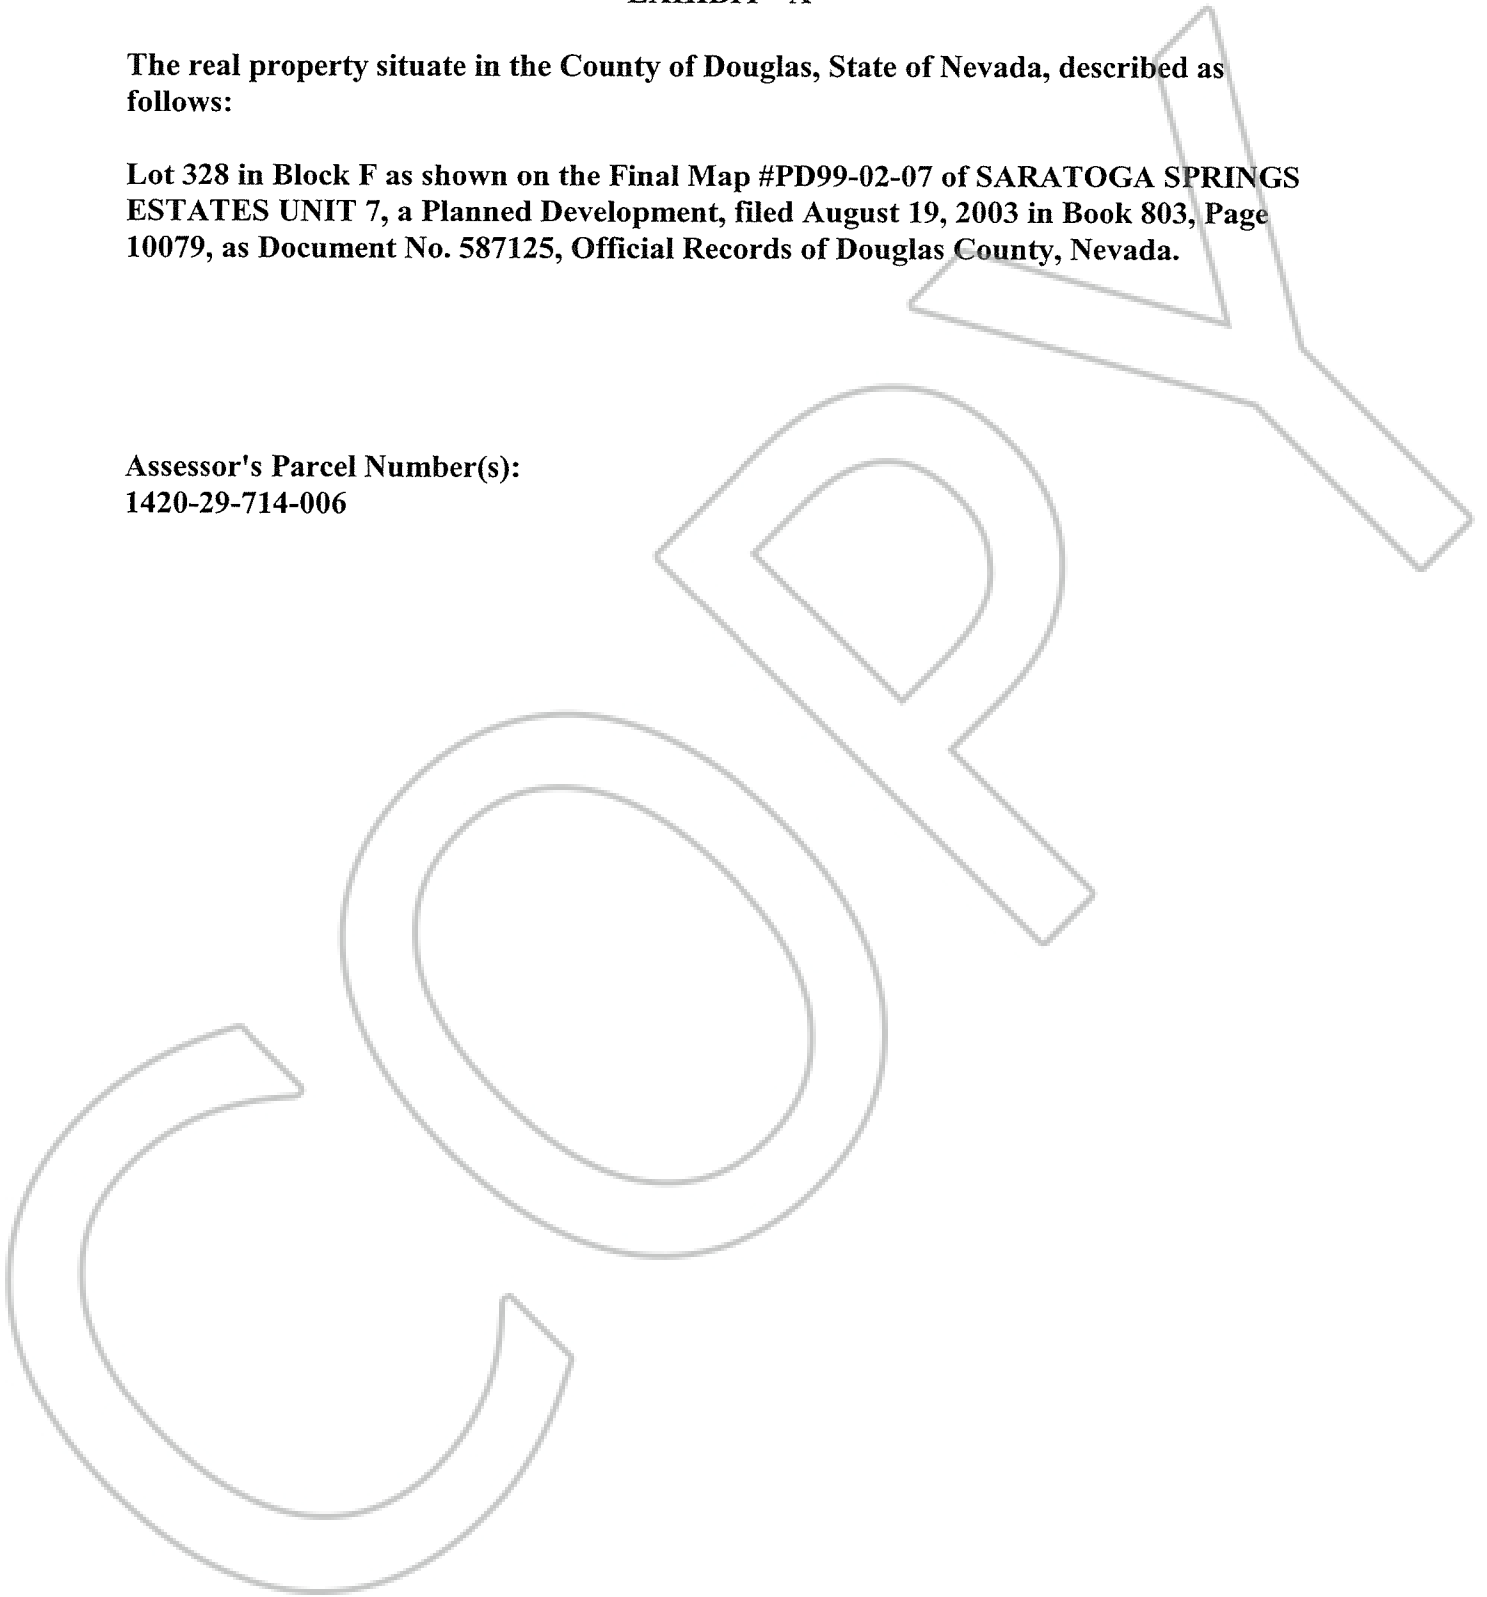 The real property situate in the County of Douglas, State of Nevada, described as
follows:
Lot 328 in Block F as shown on the Final Map #PD99-02-07 of SARATOGA SPRINGS
ESTATES UNIT 7, a Planned Development, filed August 19, 2003 in Book 803, Page
10079, as Document No. 587125, Official Records of Douglas County, Nevada.
Assessor's Parcel Number(s):
1420-29-714-006
COPY